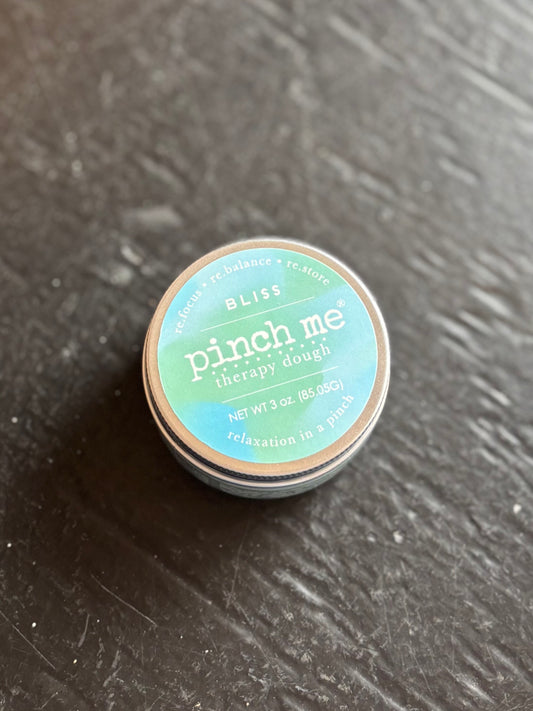 re.focus • re.balance • re.store
BLISS
pinch me®
therapy dough
NET WT 3 oz. (85.05G)
relaxation in a pinch